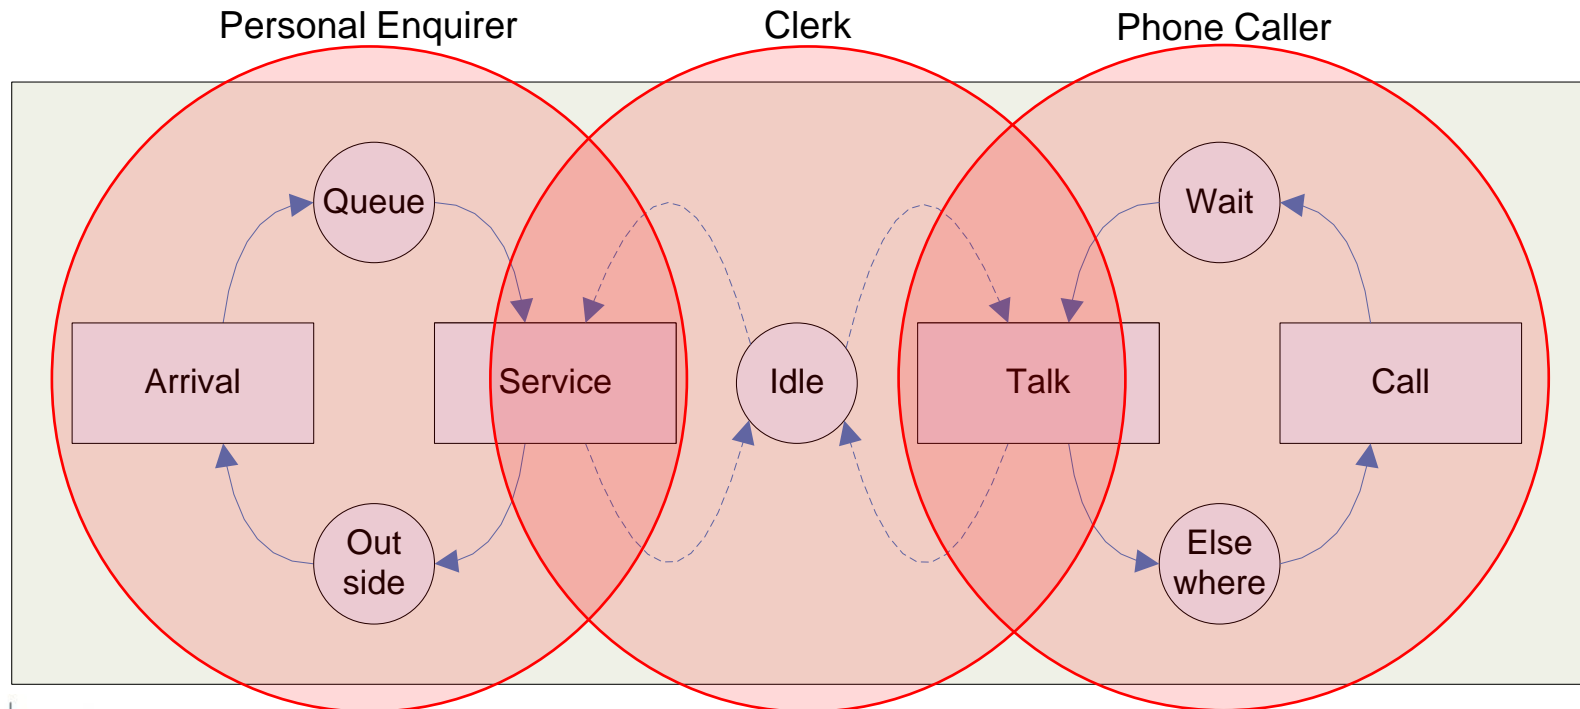 Personal Enquirer
Clerk
Phone Caller
Queue
Wait
Arrival
Service
Idle
Talk
Call
Out
side
Else
where